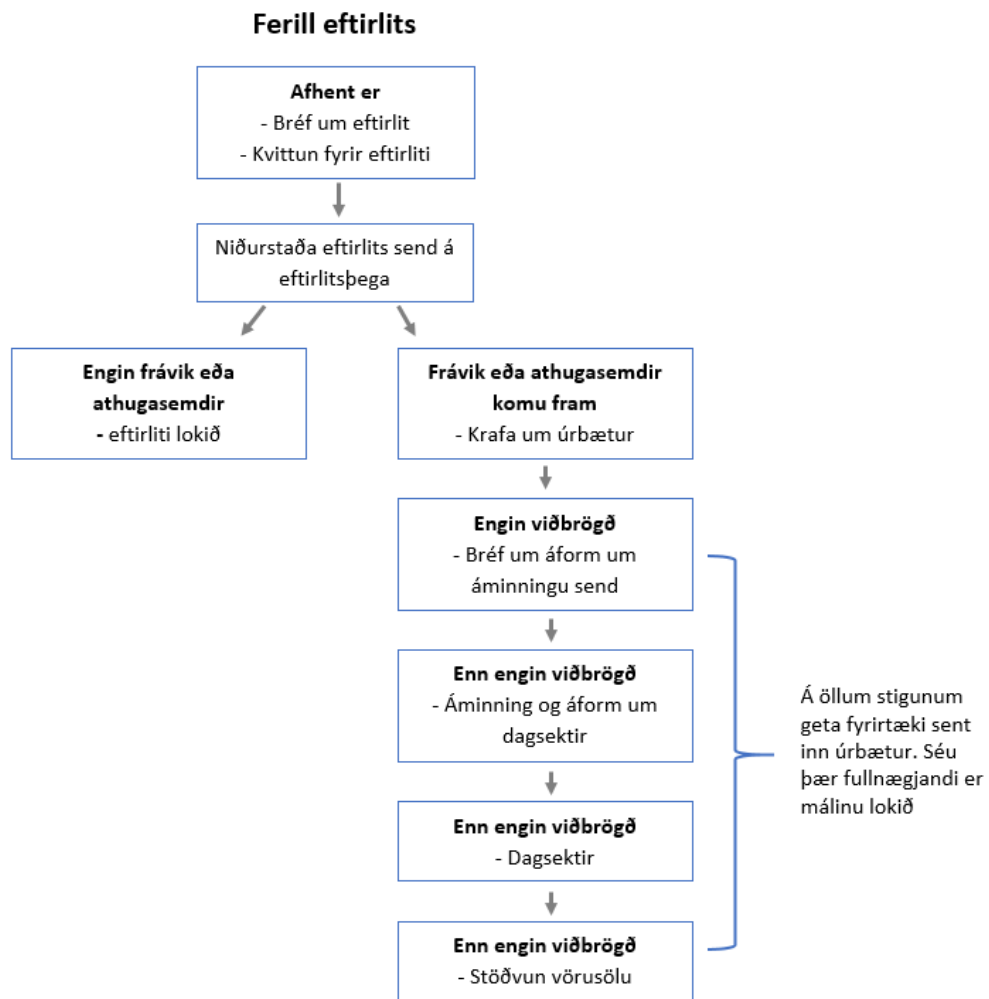 Ferill eftirlits
Afhent er
- Bréf um eftirlit
- Kvittun fyrir eftirliti
Niðurstaða eftirlits send á
eftirlitsþega
Engin frávik eða
athugasemdir
- eftirliti lokið
Frávik eða athugasemdir
komu fram
- Krafa um úrbætur
Engin viðbrögð
- Bréf um áform um
áminningu send
Enn engin viðbrögð
- Áminning og áform um
dagsektir
Enn engin viðbrögð
- Dagsektir
Enn engin viðbrögð
- Stöðvun vörusölu
Á öllum stigunum
geta fyrirtæki sent
inn úrbætur. Séu
þær fullnægjandi er
málinu lokið